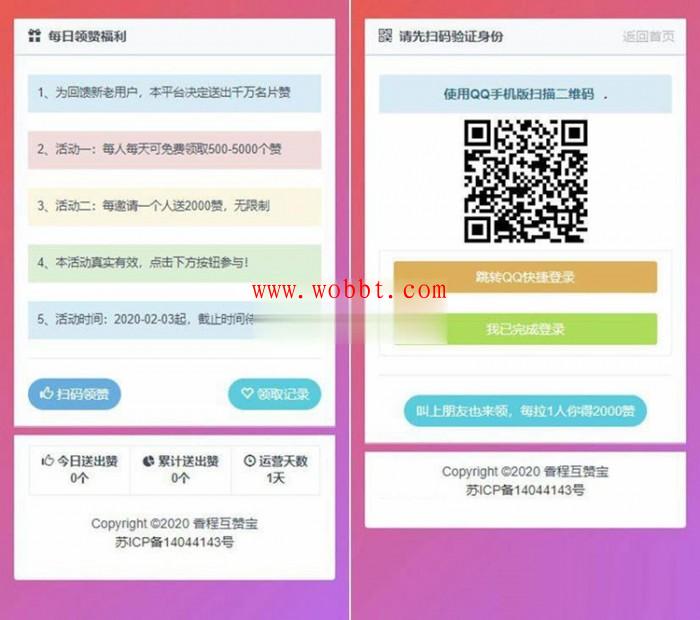 每日领赞福利
1、为回馈新老用户，本平台决定送出千万名片赞
2、活动一：每人每天可免费领取500-5000个赞
3、活动二：每邀请一个人送2000赞，无限制
4、本活动真实有效，点击下方按钮参与！
5、活动时间：2020-02-03起，截止时间待
扫码领赞
领取记录
今日送出赞
0个
累计送出赞
0个
运营天数
1天
Copyright ©2020 香程互赞宝
苏ICP备14044143号
请先扫码验证身份
返回首页
使用QQ手机版扫描二维码 .
跳转QQ快捷登录
我已完成登录
叫上朋友也来领，每拉1人你得2000赞
Copyright ©2020 香程互赞宝
苏ICP备14044143号
www.wobbt.com